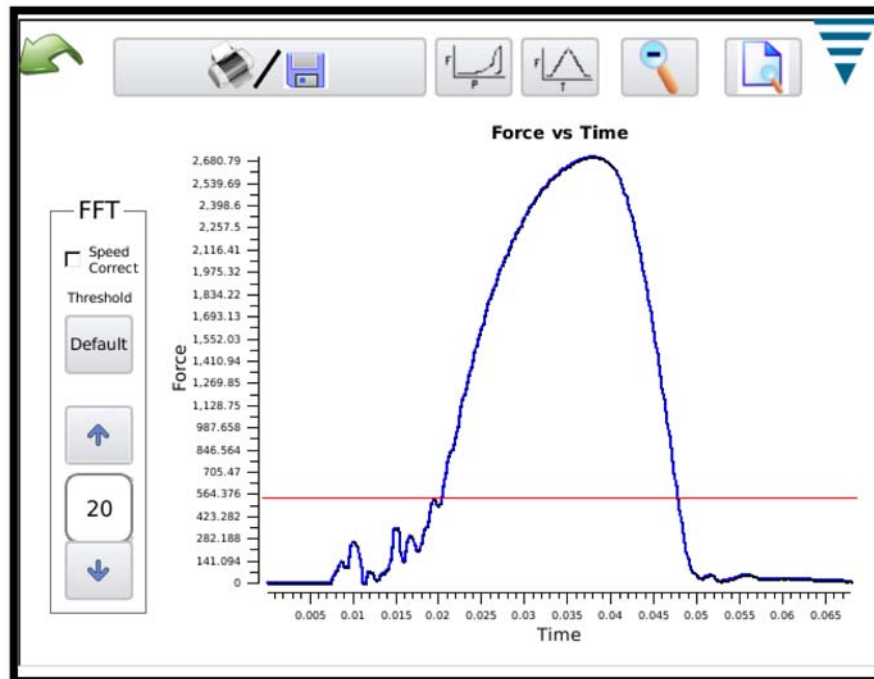 F
P
F
T
Force vs Time
FFT
Speed
Correct
Threshold
Default
20
Force
2,680.79
2,539.69
2,398.6
2,257.5
2,116.41
1,975.32
1,834.22
1,693.13
1,552.03
1,410.94
1,269.85
1,128.75
987.658
846.564
705.47
564.376
423.282
282.188
141.094
0
0.005 0.01 0.015 0.02 0.025 0.03 0.035 0.04 0.045 0.05 0.055 0.06 0.065
Time